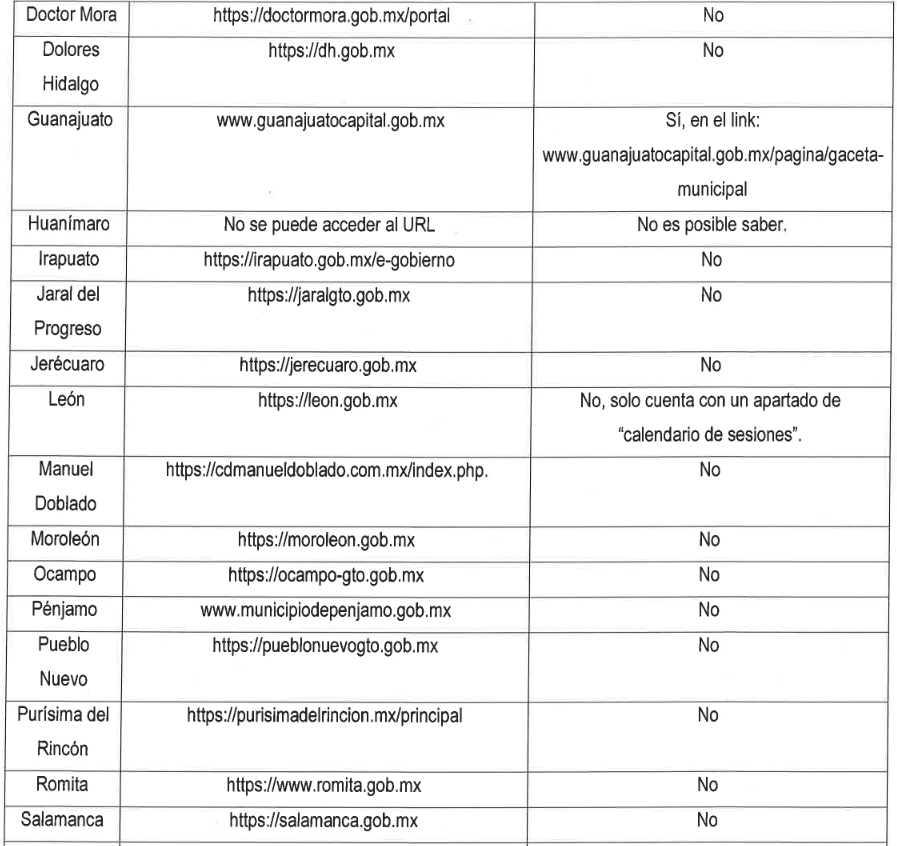 Doctor Mora https://doctormora.gob.mx/portal No
Dolores https://dh.gob.mx No
Hidalgo
Guanajuato www.guanajuatocapital.gob.mx Sí, en el link:
www.guanajuatocapital.gob.mx/pagina/gaceta-
municipal
Huanímaro No se puede acceder al URL No es posible saber.
Irapuato https://irapuato.gob.mx/e-gobierno No
Jaral del https://jaralgto.gob.mx No
Progreso
Jerécuaro https://jerecuaro.gob.mx No
León https://leon.gob.mx No, solo cuenta con un apartado de
“calendario de sesiones”.
Manuel https://cdmanueldoblado.com.mx/index.php. No
Doblado
Moroleón https://moroleon.gob.mx No
Ocampo https://ocampo-gto.gob.mx No
Pénjamo www.municipiodepenjamo.gob.mx No
Pueblo https://pueblonuevogto.gob.mx No
Nuevo
Purísima del https://purisimadelrincion.mx/principal No
Rincón
Romita https://www.romita.gob.mx No
Salamanca https://salamanca.gob.mx No